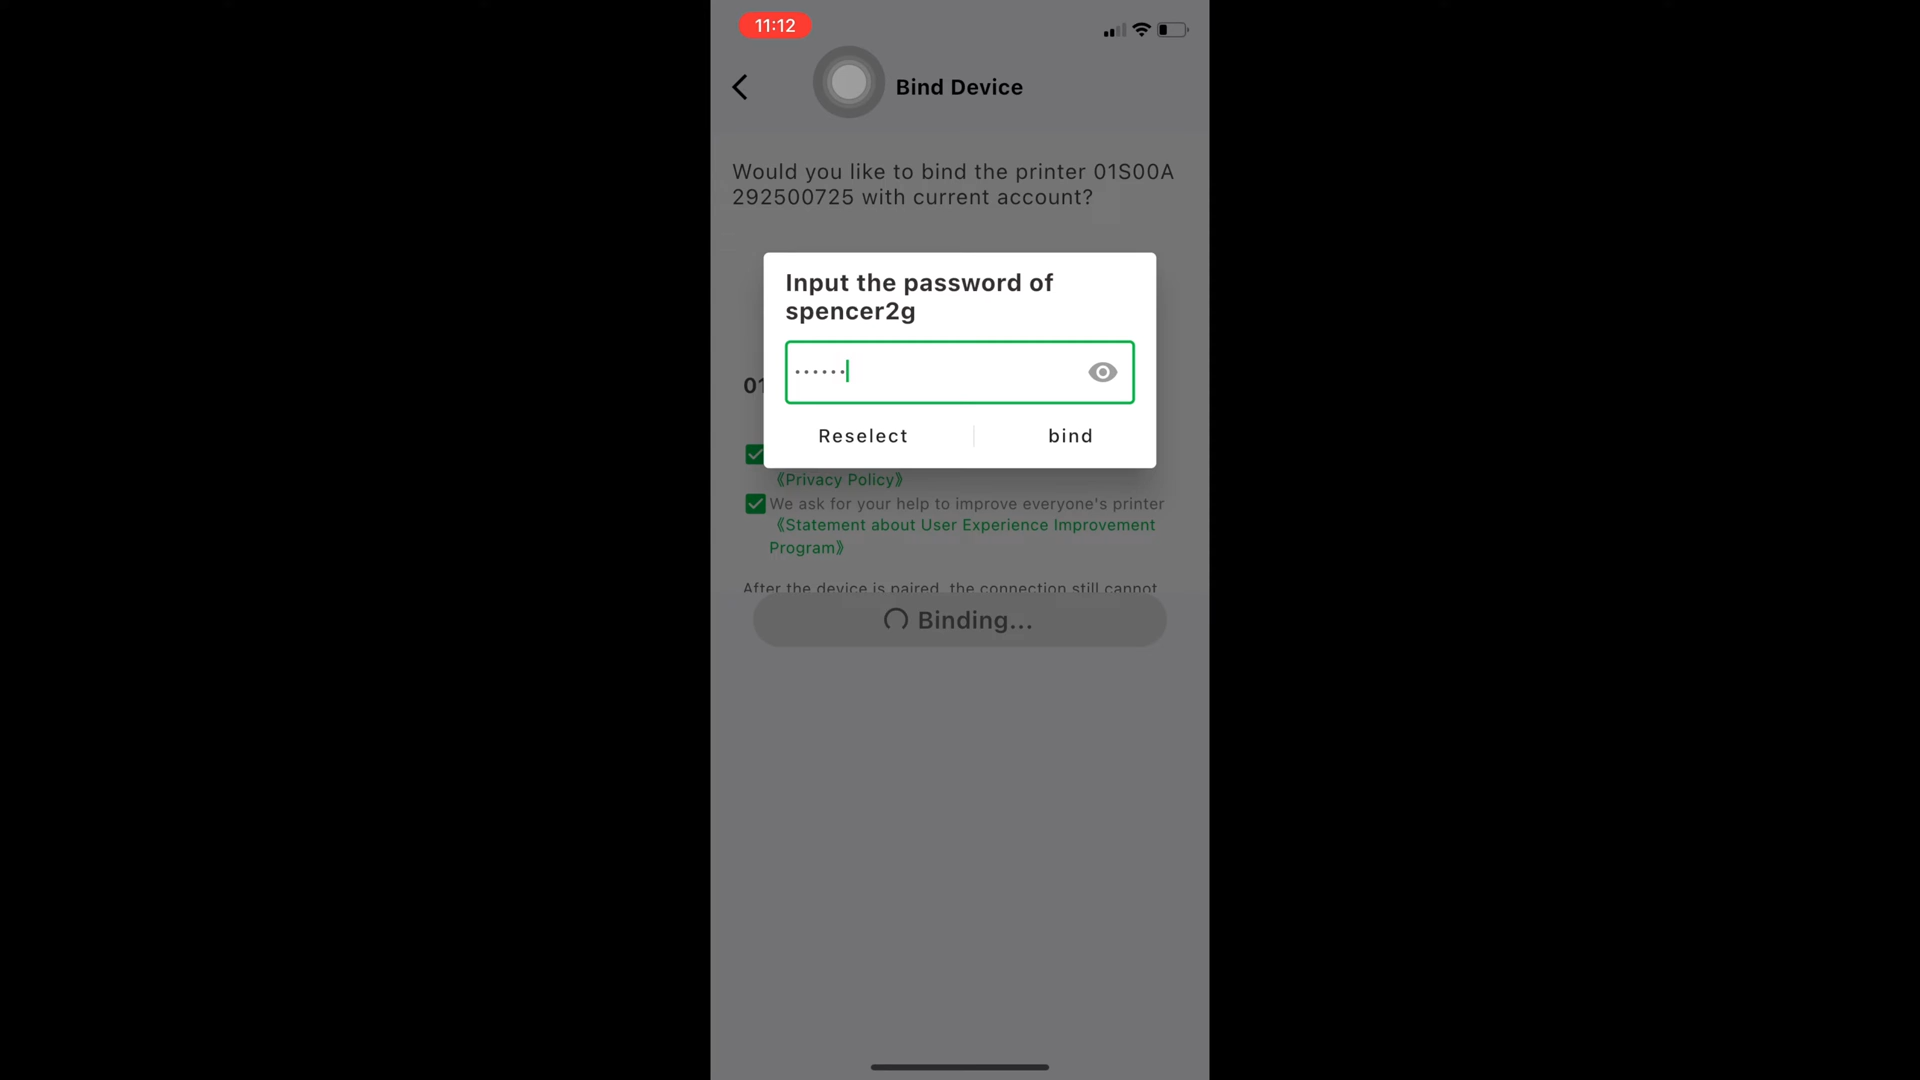 11:12
Bind Device
Would you like to bind the printer 01S00A
292500725 with current account?
Input the password of
spencer2g
······
01
Reselect
bind
《Privacy Policy》
We ask for your help to improve everyone's printer
《Statement about User Experience Improvement
Program》
After the device is paired, the connection still cannot
Binding...